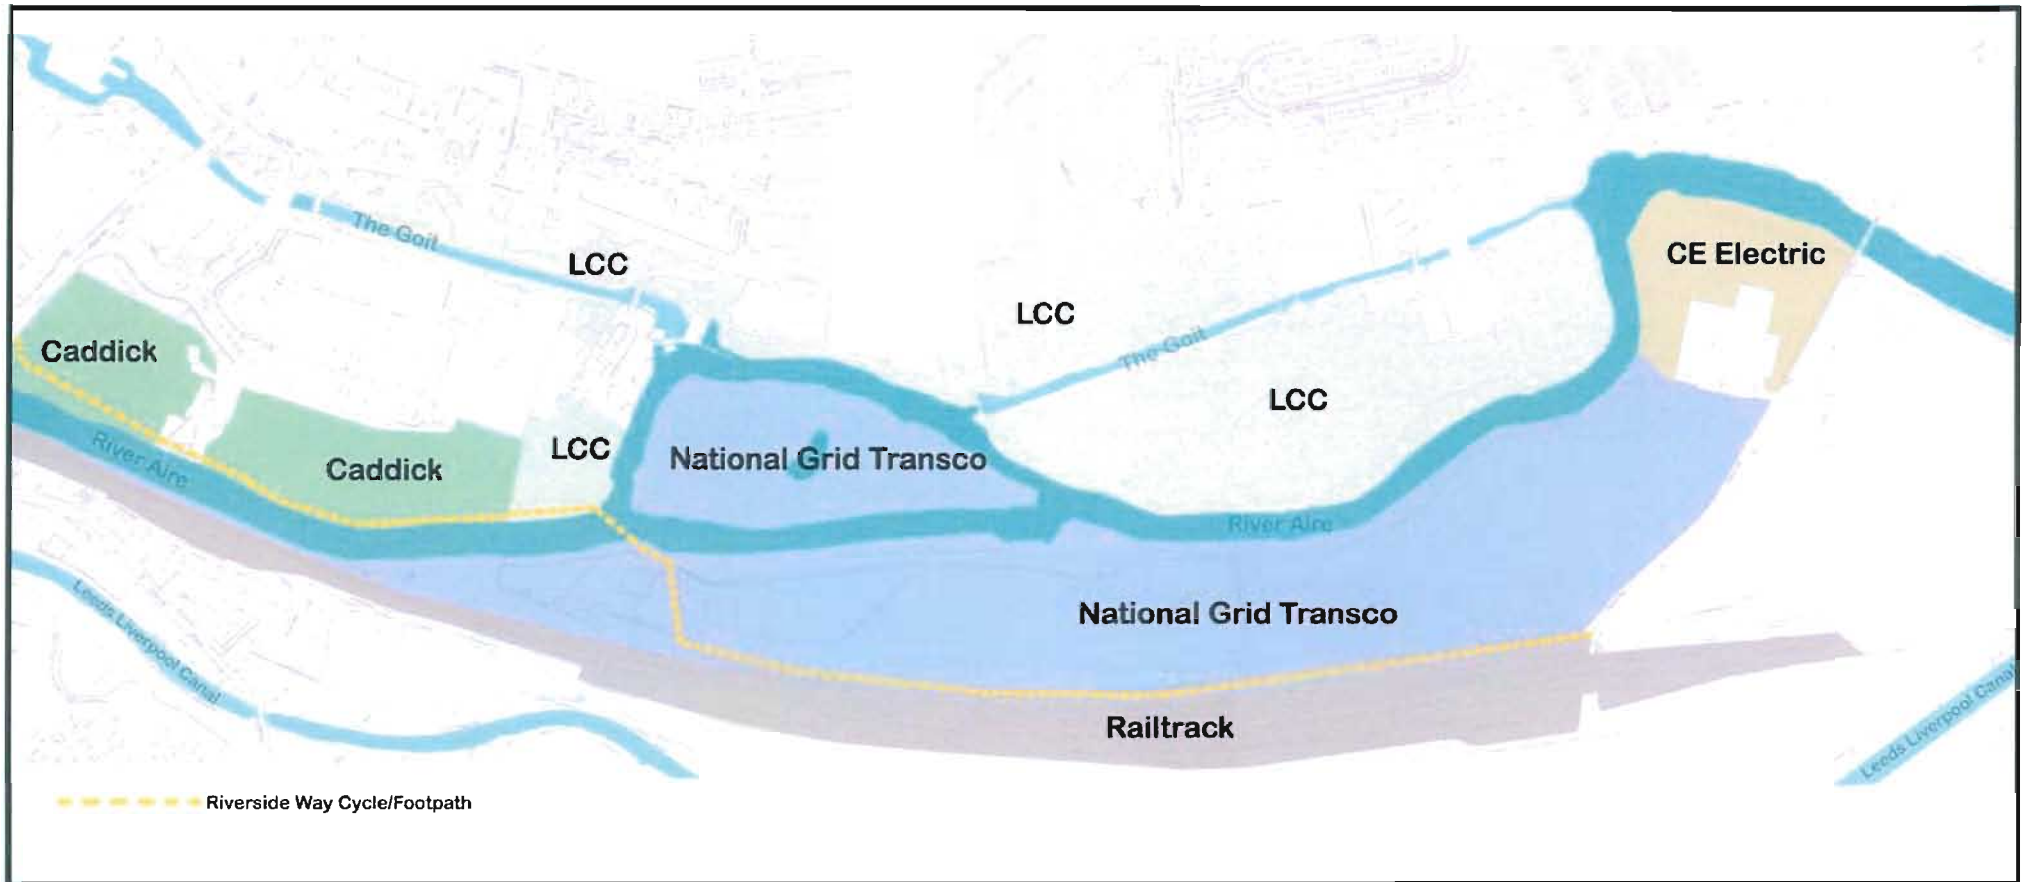 The Goit
LCC
CE Electric
LCC
The Goit
Caddick
LCC
LCC
National Grid Transco
River Aire
Caddick
River Aire
Leeds Liverpool Canal
National Grid Transco
Railtrack
Leeds Liverpool Canal
Riverside Way Cycle/Footpath